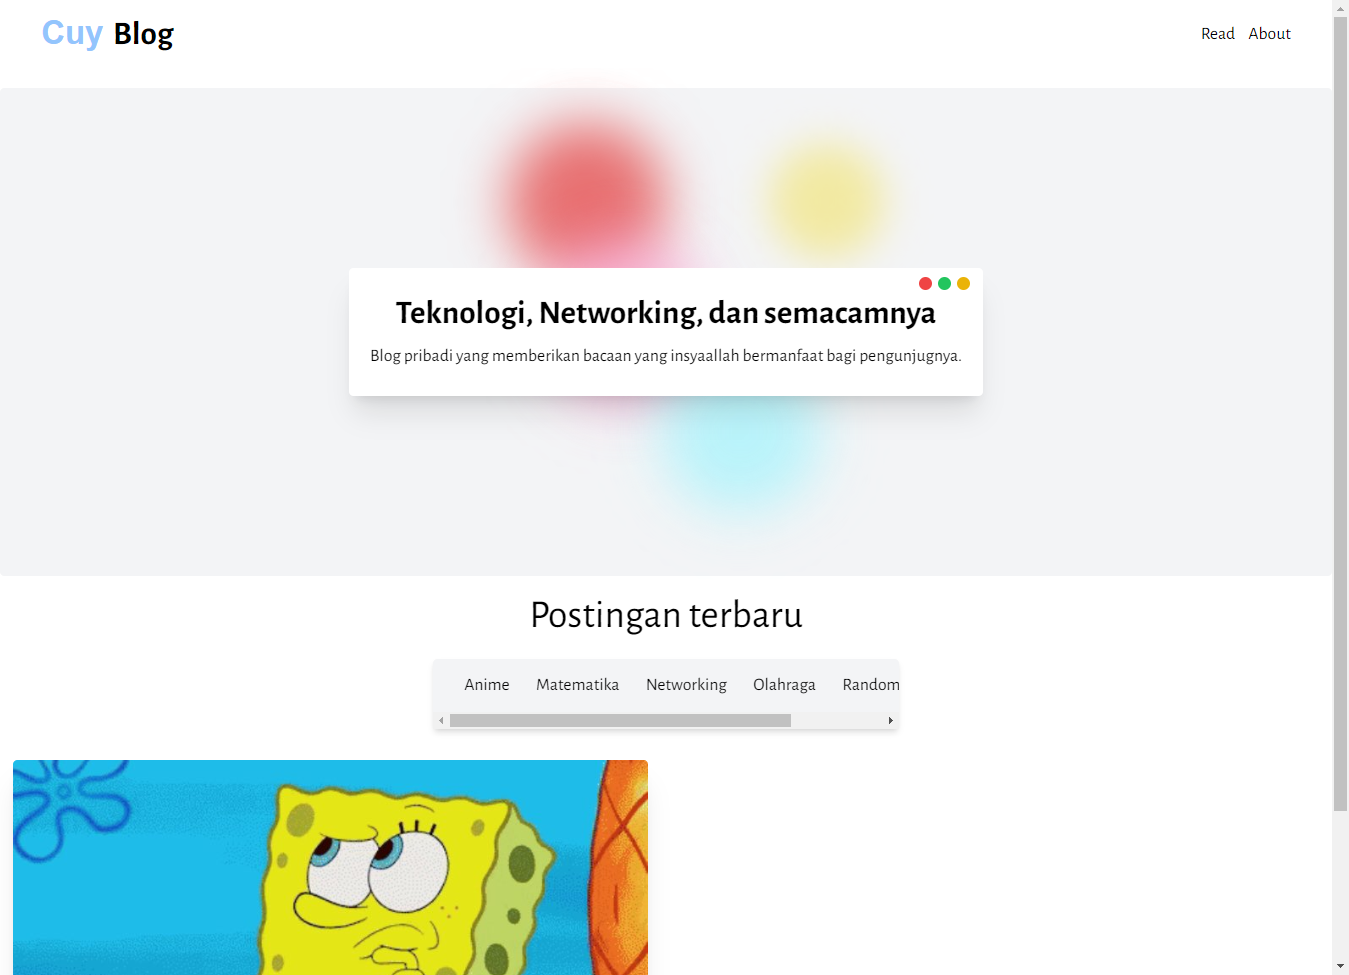 Cuy Blog
Read About
Teknologi, Networking, dan semacamnya
Blog pribadi yang memberikan bacaan yang insyaallah bermanfaat bagi pengunjugnya.
Postingan terbaru
Anime Matematika Networking Olahraga Random